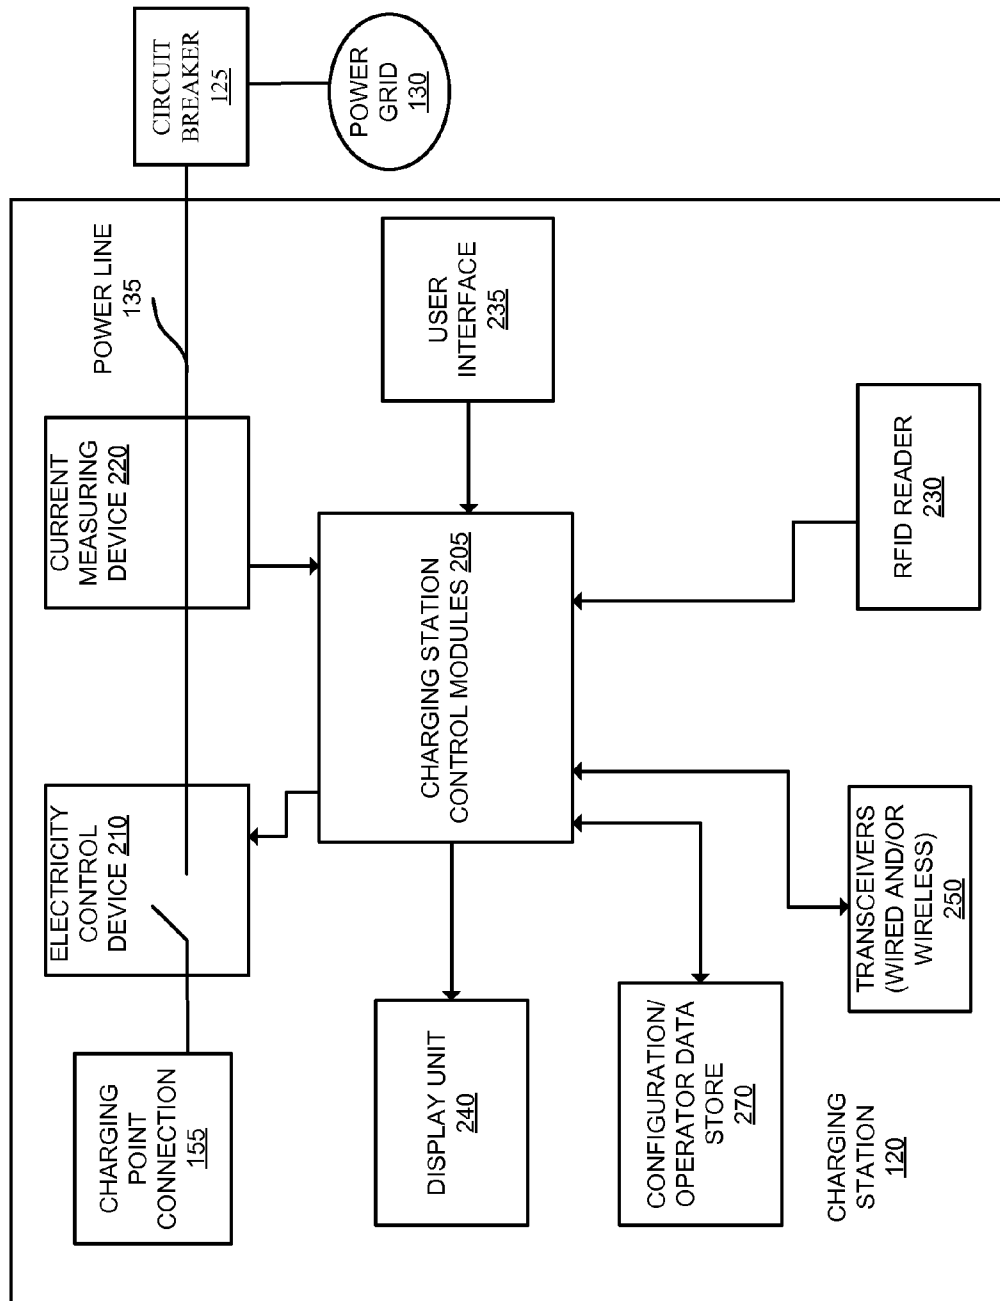 CHARGING
POINT
CONNECTION
155
ELECTRICITY
CONTROL
DEVICE 210
CURRENT
MEASURING
DEVICE 220
POWER LINE
135
CIRCUIT
BREAKER
125
POWER
GRID
130
DISPLAY UNIT
240
CHARGING STATION
CONTROL MODULES 205
USER
INTERFACE
235
CONFIGURATION/
OPERATOR DATA
STORE
270
CHARGING
STATION
120
TRANSCEIVERS
(WIRED AND/OR
WIRELESS)
250
RFID READER
230